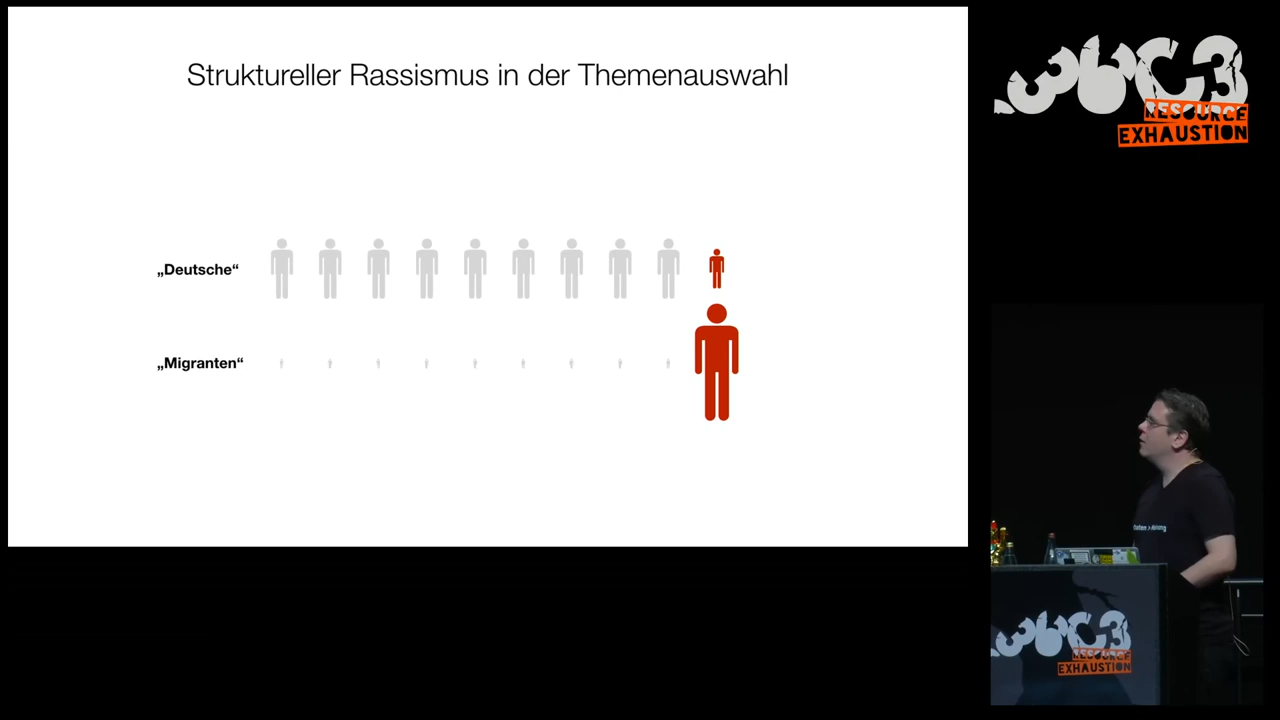 Struktureller Rassismus in der Themenauswahl
„Deutsche“
„Migranten“
36C3
RESOURCE
EXHAUSTION
36C3
RESOURCE
EXHAUSTION